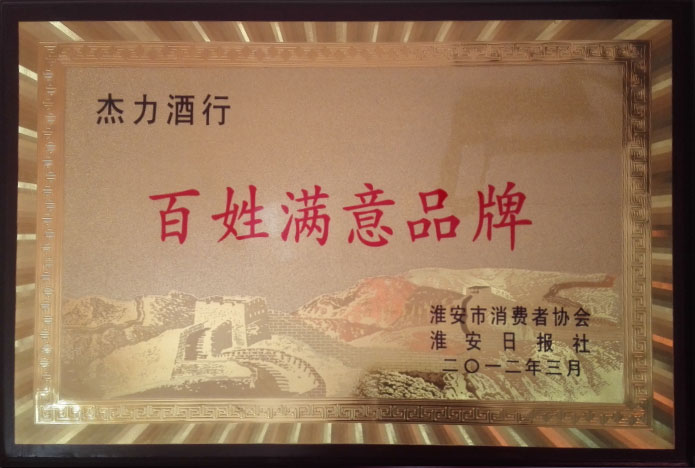 杰力酒行
百姓满意品牌
淮安市消费者协会
淮安日报社
二〇一二年三月